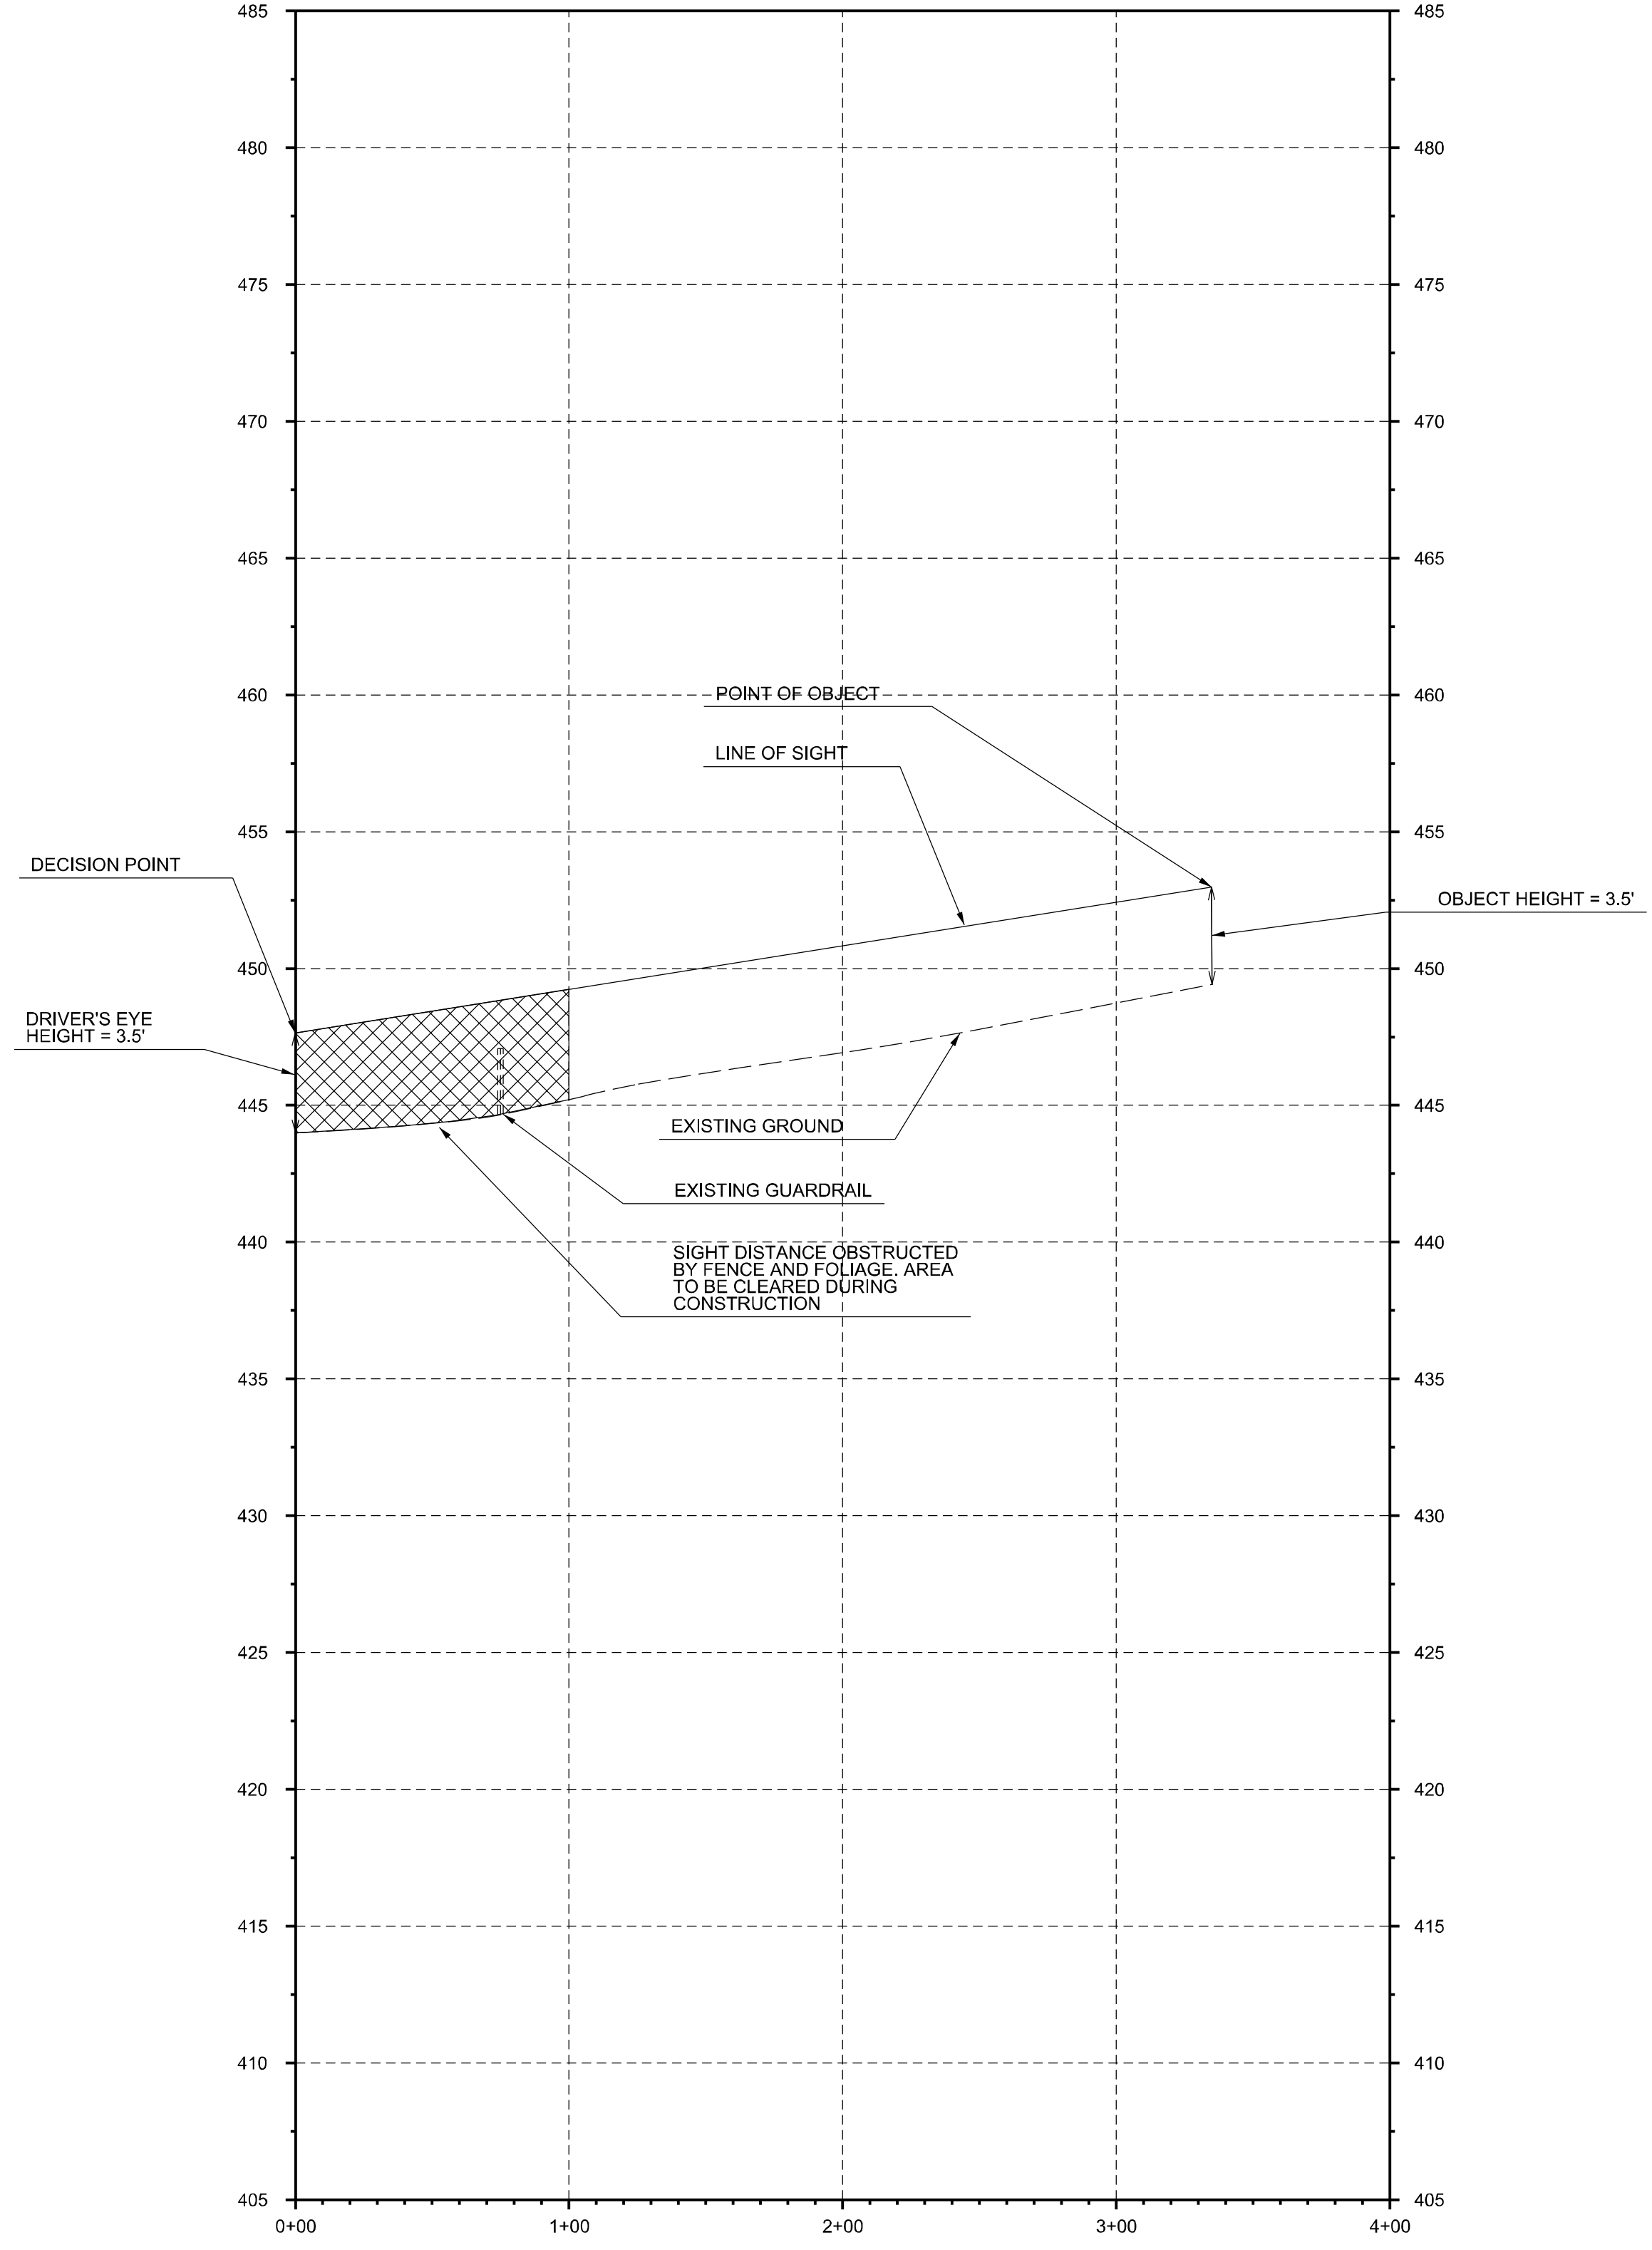 485 485
480 480
475 475
470 470
465 465
460 460
POINT OF OBJECT
LINE OF SIGHT
455 455
DECISION POINT
OBJECT HEIGHT = 3.5'
450 450
DRIVER'S EYE
HEIGHT = 3.5'
445 445
EXISTING GROUND
EXISTING GUARDRAIL
440 440
SIGHT DISTANCE OBSTRUCTED
BY FENCE AND FOLIAGE. AREA
TO BE CLEARED DURING
CONSTRUCTION
435 435
430 430
425 425
420 420
415 415
410 410
405 405
0+00 1+00 2+00 3+00 4+00